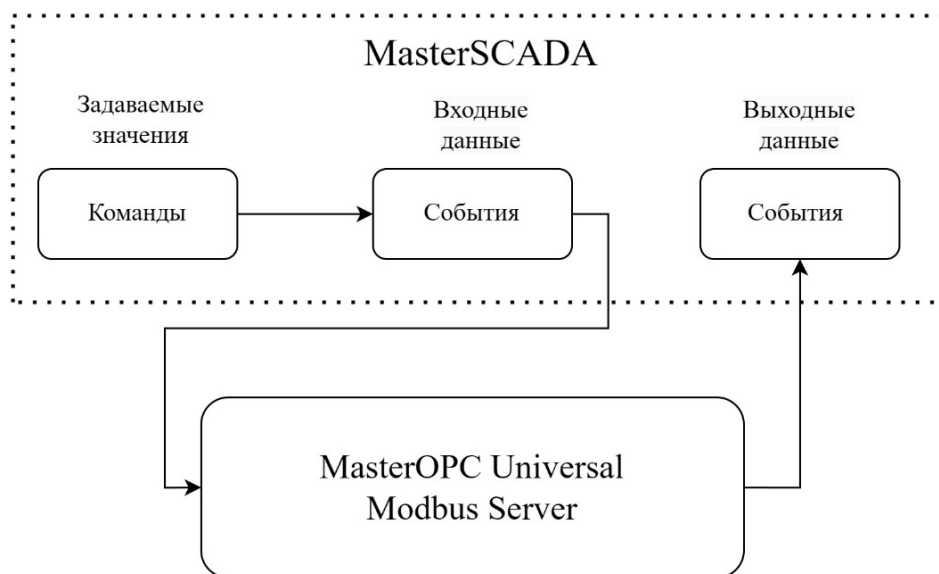 MasterSCADA
Задаваемые
значения
Входные
данные
Выходные
данные
Команды
События
События
MasterOPC Universal
Modbus Server